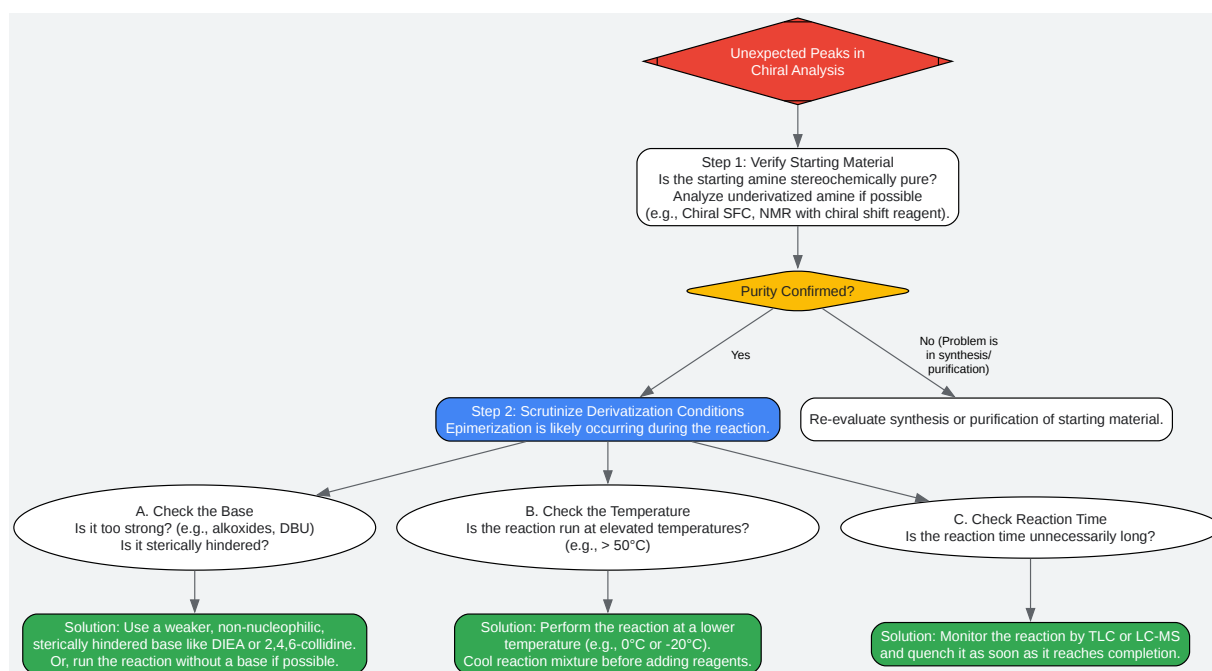 Unexpected Peaks in
Chiral Analysis
Step 1: Verify Starting Material
Is the starting amine stereochemically pure?
Analyze underivatized amine if possible
(e.g., Chiral SFC, NMR with chiral shift reagent).
Purity Confirmed?
Yes
No (Problem is
in synthesis/
purification)
Step 2: Scrutinize Derivatization Conditions
Epimerization is likely occurring during the reaction.
Re-evaluate synthesis or purification of starting material.
A. Check the Base
Is it too strong? (e.g., alkoxides, DBU)
Is it sterically hindered?
B. Check the Temperature
Is the reaction run at elevated temperatures?
(e.g., > 50°C)
C. Check Reaction Time
Is the reaction time unnecessarily long?
Solution: Use a weaker, non-nucleophilic,
sterically hindered base like DIEA or 2,4,6-collidine.
Or, run the reaction without a base if possible.
Solution: Perform the reaction at a lower
temperature (e.g., 0°C or -20°C).
Cool reaction mixture before adding reagents.
Solution: Monitor the reaction by TLC or LC-MS
and quench it as soon as it reaches completion.